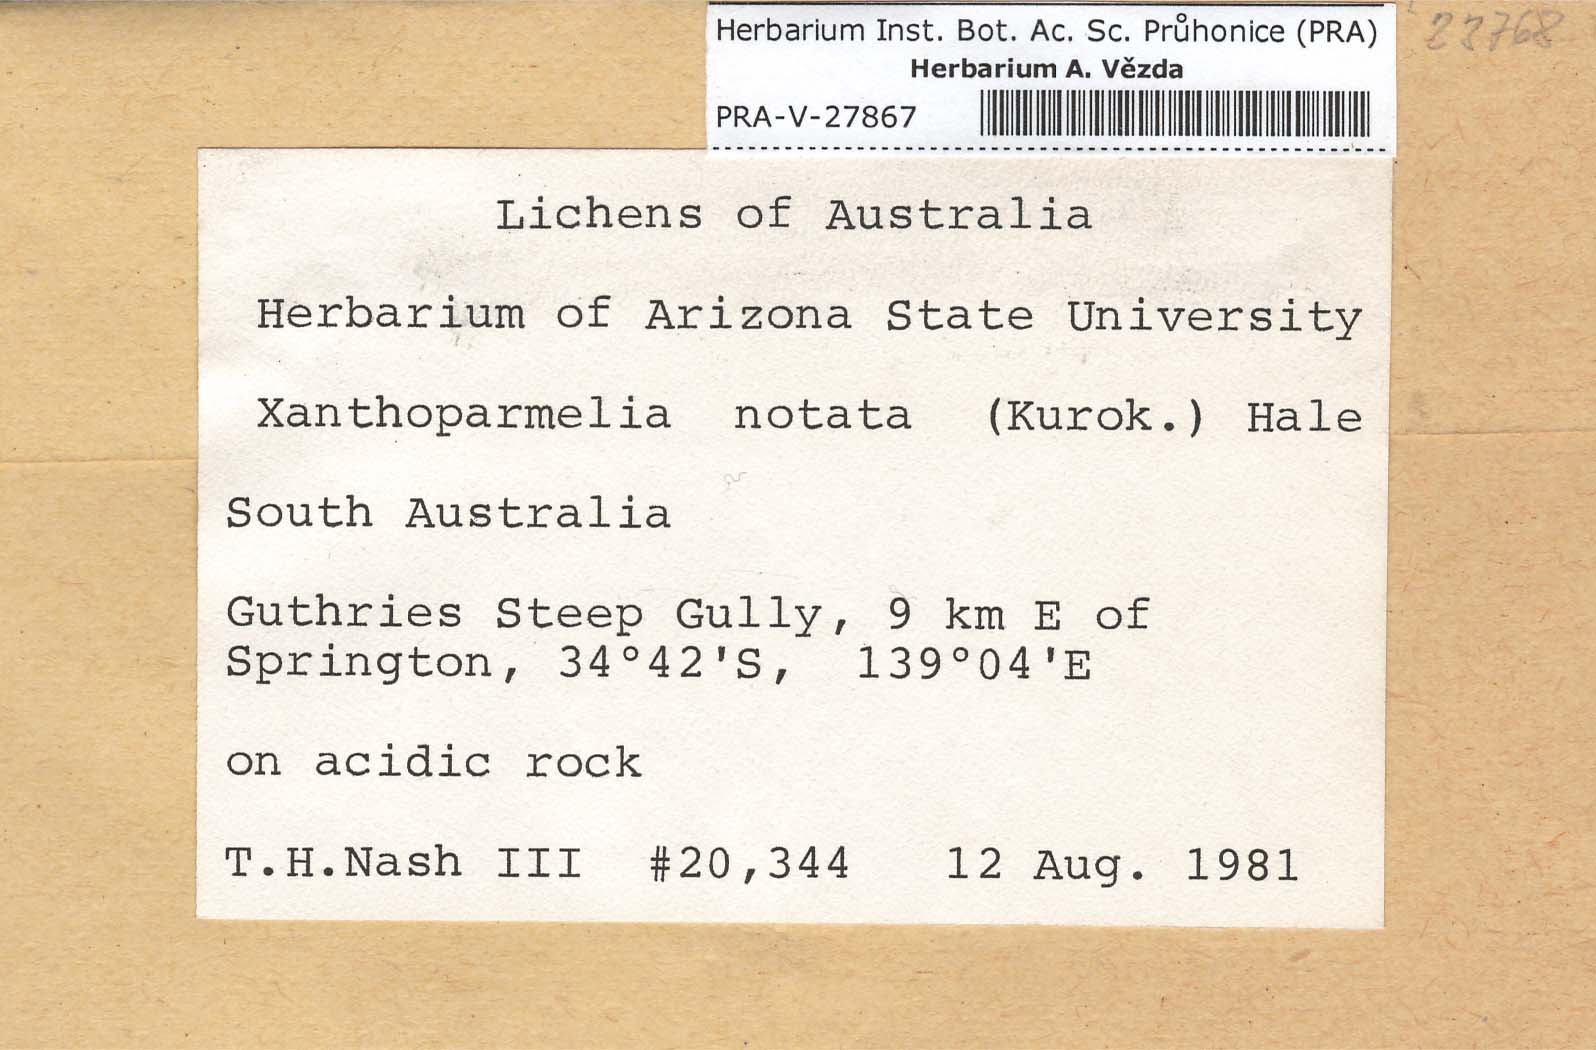 Herbarium Inst. Bot. Ac. Sc. Průhonice (PRA)
Herbarium A. Vězda
PRA-V-27867
23768
Lichens of Australia
Herbarium of Arizona State University
Xanthoparmelia notata (Kurok.) Hale
South Australia
Guthries Steep Gully, 9 km E of
Springton, 34°42'S, 139°04'E
on acidic rock
T.H.Nash III #20,344 12 Aug. 1981